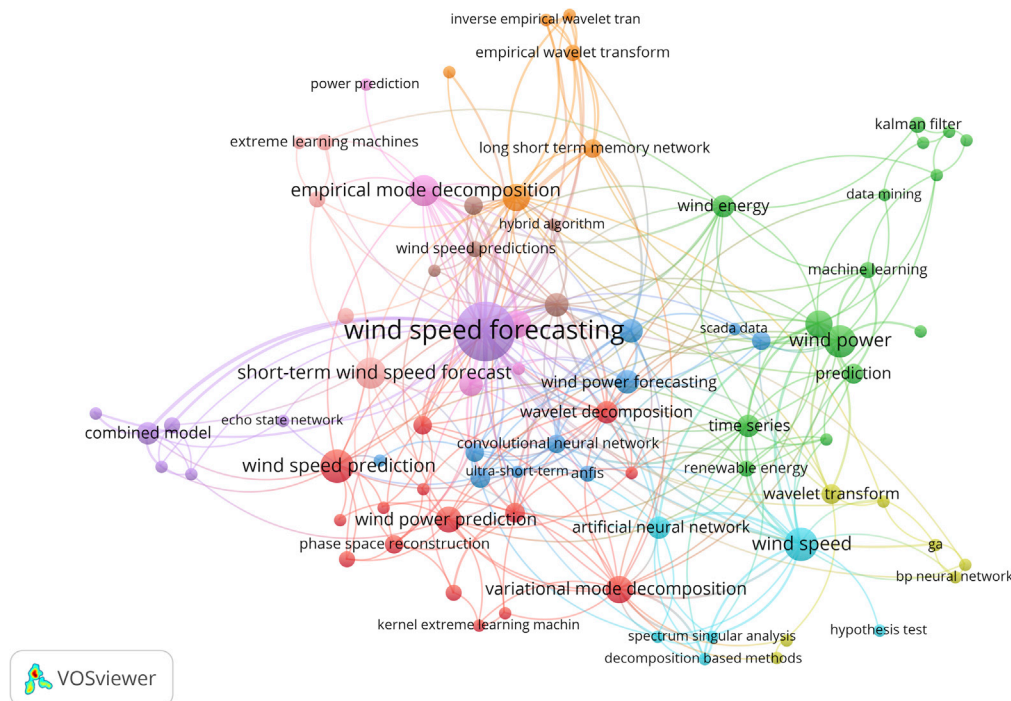 inverse empirical wavelet tran
empirical wavelet transform
power prediction
kalman filter
extreme learning machines
long short term memory network
empirical mode decomposition
data mining
wind energy
hybrid algorithm
wind speed predictions
machine learning
wind speed forecasting
scada data
wind power
short-term wind speed forecast
prediction
wind power forecasting
wavelet decomposition
echo state network
time series
combined model
convolutional neural network
wind speed prediction
ultra-short-term
anfis
renewable energy
wavelet transform
wind power prediction
artificial neural network
phase space reconstruction
wind speed
ga
bp neural network
variational mode decomposition
kernel extreme learning machin
spectrum singular analysis
hypothesis test
decomposition based methods
VOSviewer